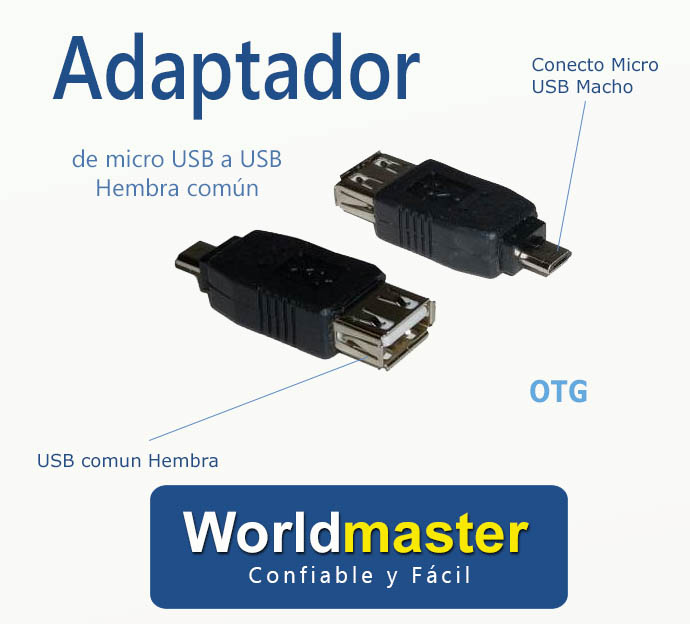 Adaptador
de micro USB a USB
Hembra común
Conecto Micro
USB Macho
OTG
USB comun Hembra
Worldmaster
Confiable y Fácil